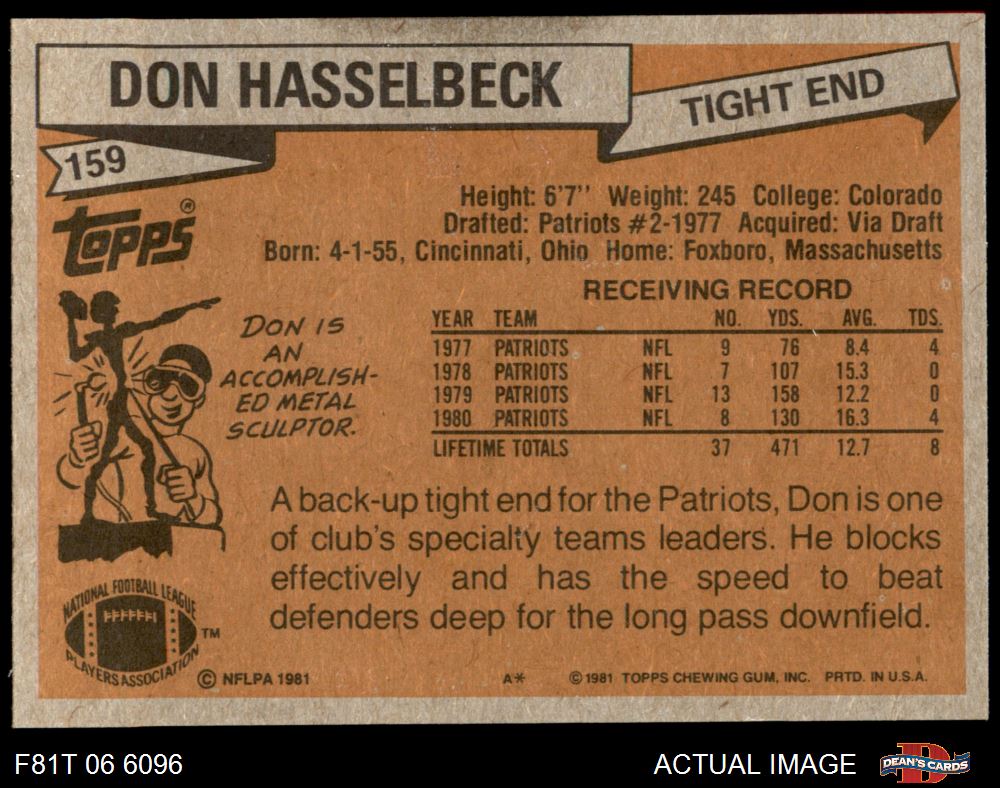 DON HASSELBECK
TIGHT END
159
TOPPS®
Height: 6'7'' Weight: 245 College: Colorado
Drafted: Patriots #2-1977 Acquired: Via Draft
Born: 4-1-55, Cincinnati, Ohio Home: Foxboro, Massachusetts
DON IS
AN
ACCOMPLISH-
ED METAL
SCULPTOR.
RECEIVING RECORD
YEAR TEAM NO. YDS. AVG. TDS.
1977 PATRIOTS NFL 9 76 8.4 4
1978 PATRIOTS NFL 7 107 15.3 0
1979 PATRIOTS NFL 13 158 12.2 0
1980 PATRIOTS NFL 8 130 16.3 4
LIFETIME TOTALS 37 471 12.7 8
A back-up tight end for the Patriots, Don is one
of club's specialty teams leaders. He blocks
effectively and has the speed to beat
defenders deep for the long pass downfield.
NATIONAL FOOTBALL LEAGUE
PLAYERS ASSOCIATION
TM
© NFLPA 1981
A*
© 1981 TOPPS CHEWING GUM, INC. PRTD. IN U.S.A.
F81T 06 6096
ACTUAL IMAGE
D
DEAN'S CARDS